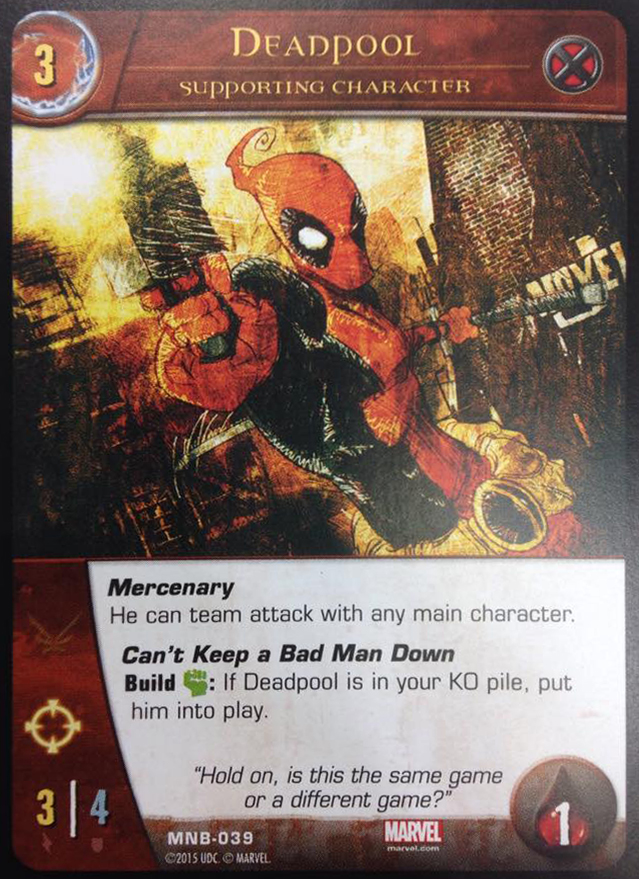 3
DEADPOOL
SUPPORTING CHARACTER
Mercenary
He can team attack with any main character.
Can't Keep a Bad Man Down
Build : If Deadpool is in your KO pile, put
him into play.
"Hold on, is this the same game
or a different game?"
3 | 4
1
MNB-039
MARVEL
marvel.com
©2015 UDC. © MARVEL.